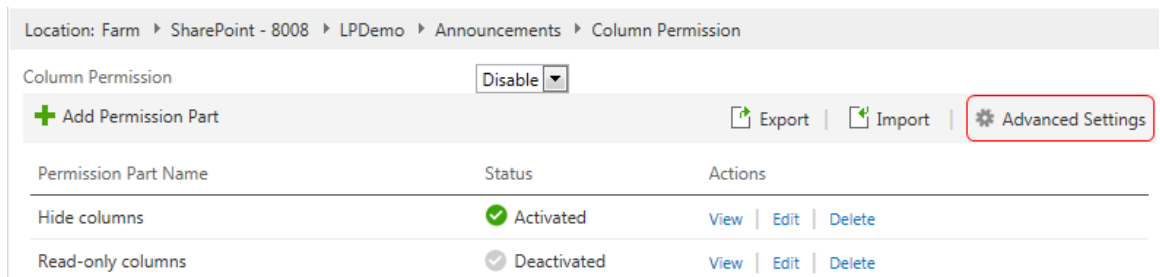 Location: Farm ▸ SharePoint - 8008 ▸ LPDemo ▸ Announcements ▸ Column Permission
Column Permission Disable
Add Permission Part Export | Import | Advanced Settings
Permission Part Name Status Actions
Hide columns Activated View | Edit | Delete
Read-only columns Deactivated View | Edit | Delete